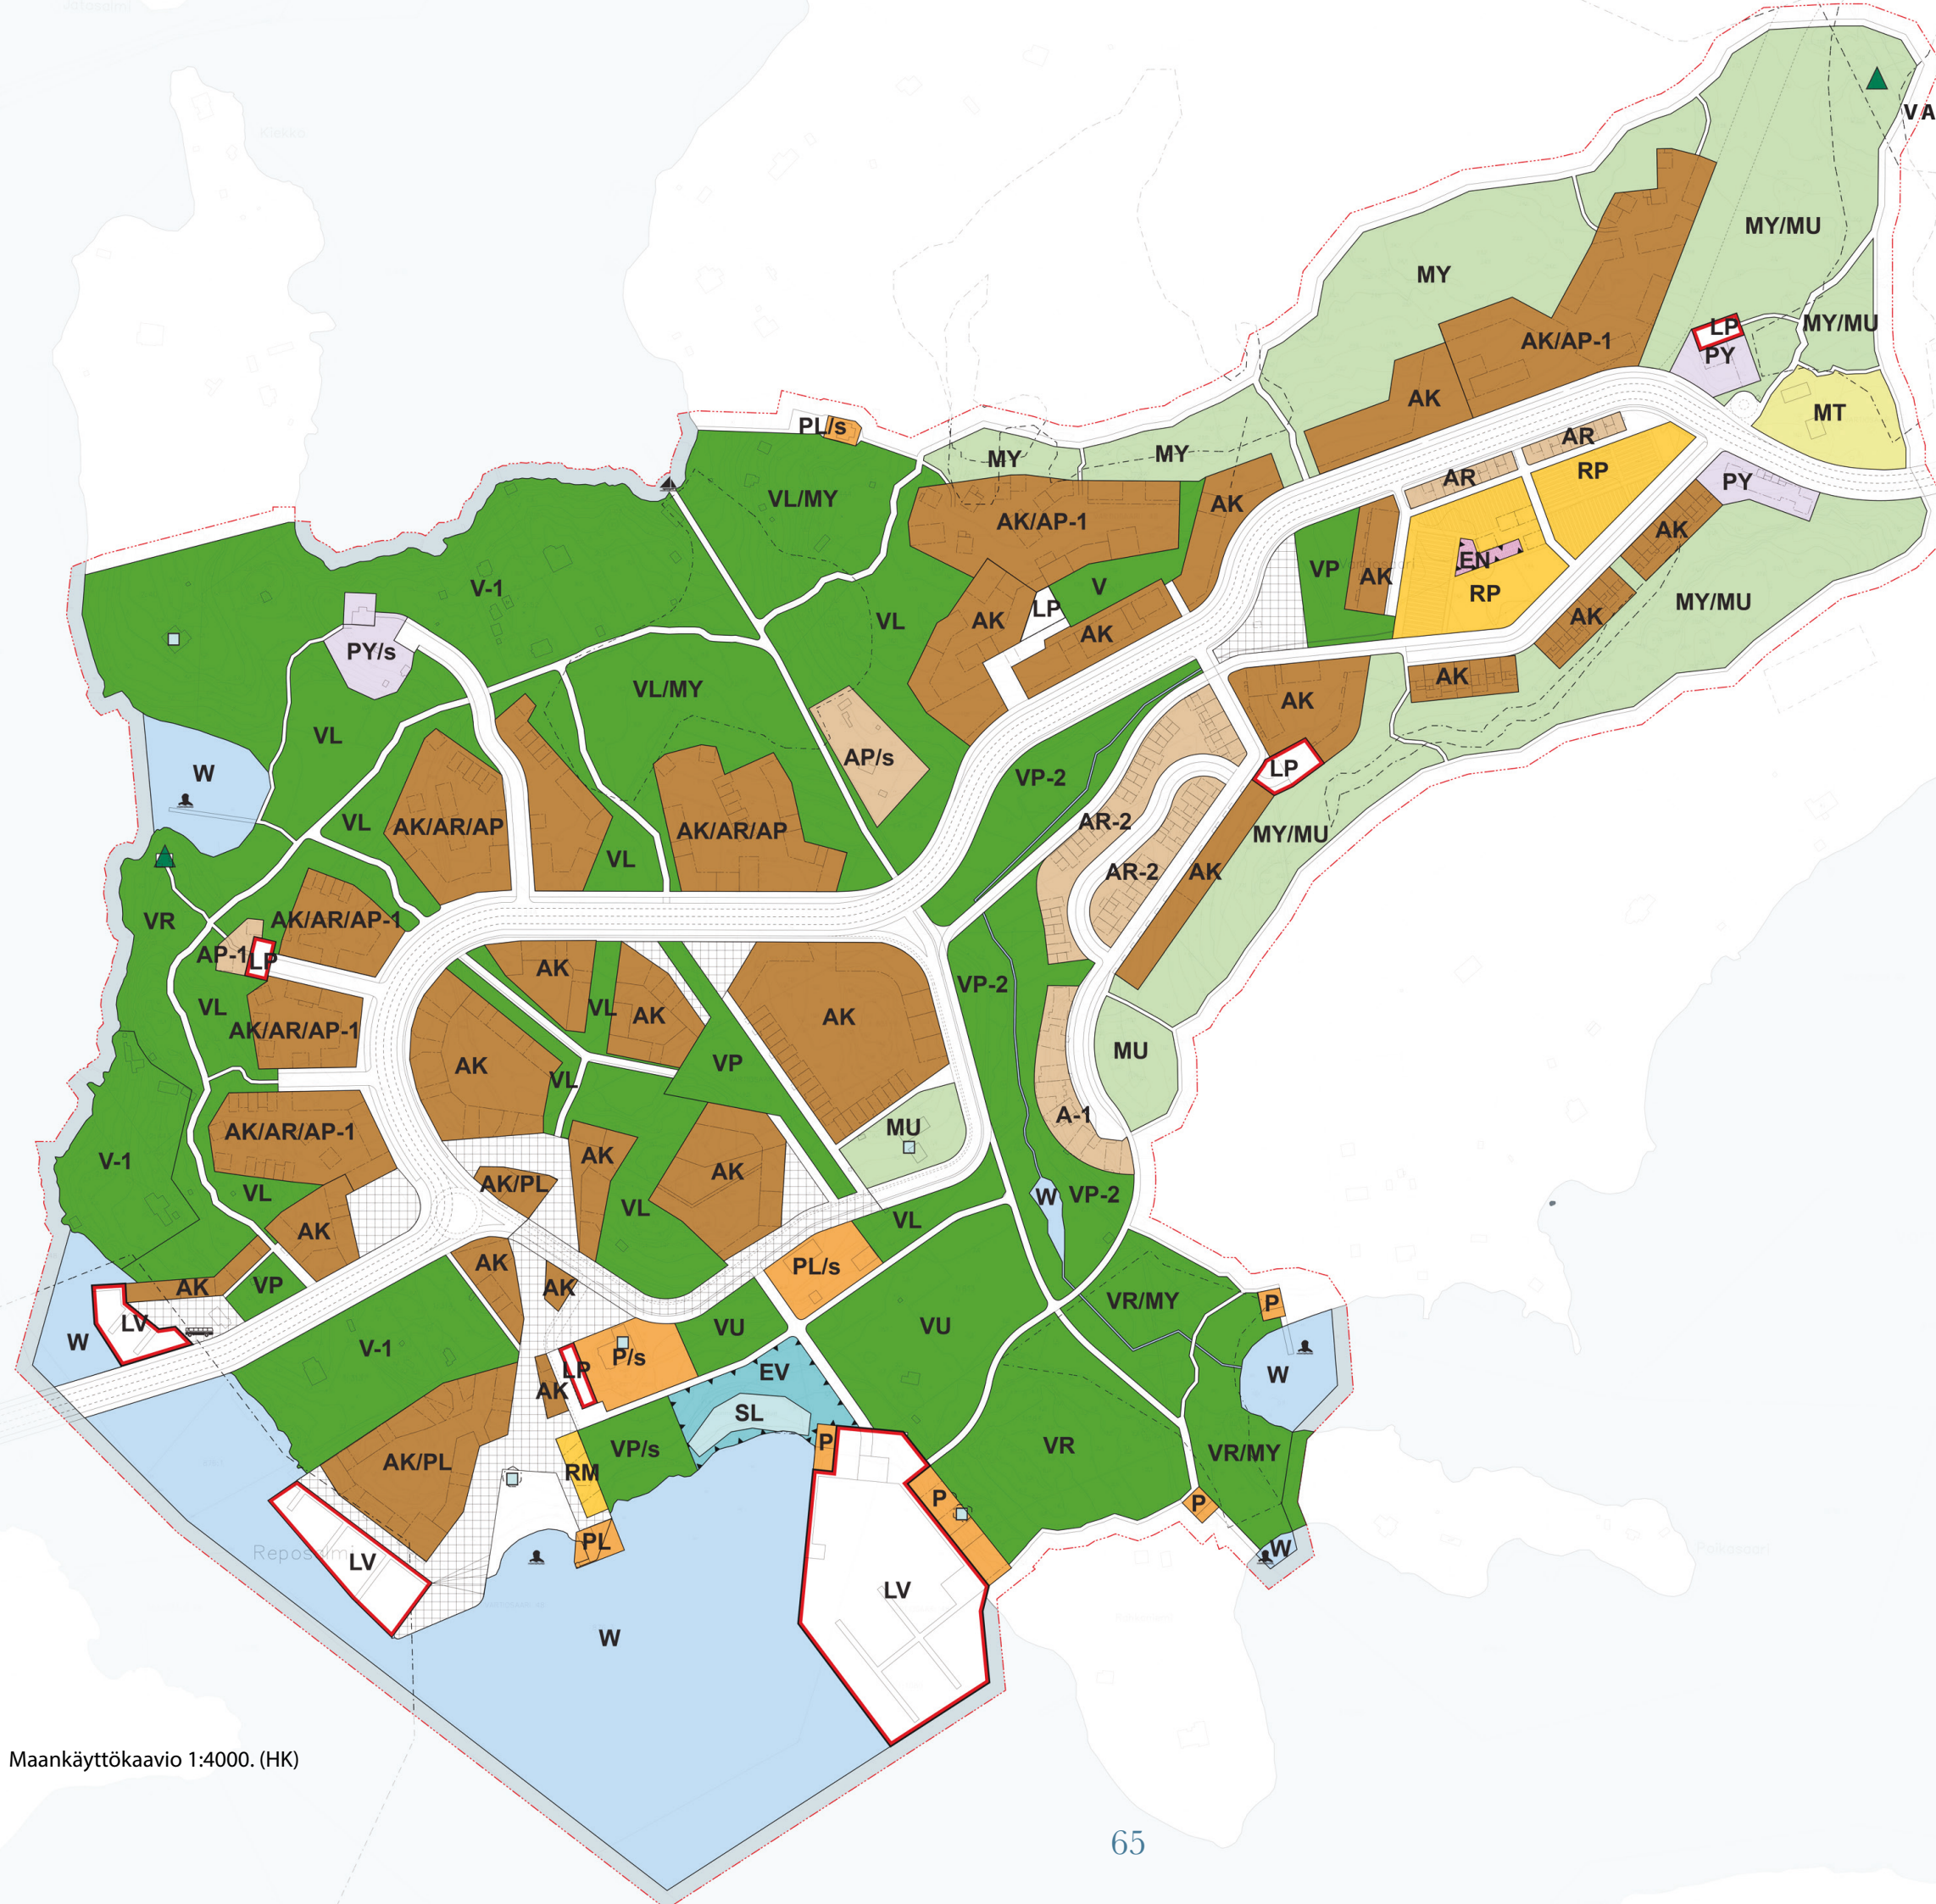 Klekko
VA
MY/MU
MY
LP
MY/MU
AK/AP-1
PY
AK
MT
PL/s
AR
MY
MY
AR
RP
PY
VL/MY
AK
AK/AP-1
AK
EN
VP
AK
V-1
V
RP
LP
MY/MU
AK
VL
AK
AK
PY/s
AK
VL/MY
AK
VL
AP/s
LP
W
VP-2
VL
AK/AR/AP
AK/AR/AP
AR-2
MY/MU
VL
AR-2
AK
VR
AK/AR/AP-1
AP-1
LP
AK
VL
VP-2
VL
AK
AK
AK/AR/AP-1
AK
VL
VP
MU
A-1
AK/AR/AP-1
MU
V-1
AK
AK
AK/PL
VL
VL
VP-2
W
VL
AK
AK
PL/s
AK
VP
AK
VR/MY
P
LV
W
VU
VU
V-1
P/s
LP
EV
W
AK
SL
P
VP/s
VR
VR/MY
AK/PL
RM
P
P
PL
W
Reposalmi
LV
Polkasaari
LV
W
Maankäyttökaavio 1:4000. (HK)
65